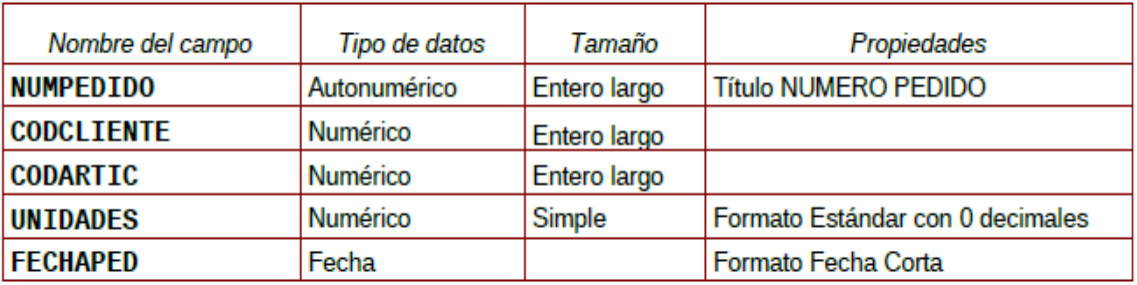 Nombre del campo Tipo de datos Tamaño Propiedades
NUMPEDIDO Autonumérico Entero largo Título NUMERO PEDIDO
CODCLIENTE Numérico Entero largo
CODARTIC Numérico Entero largo
UNIDADES Numérico Simple Formato Estándar con 0 decimales
FECHAPED Fecha Formato Fecha Corta